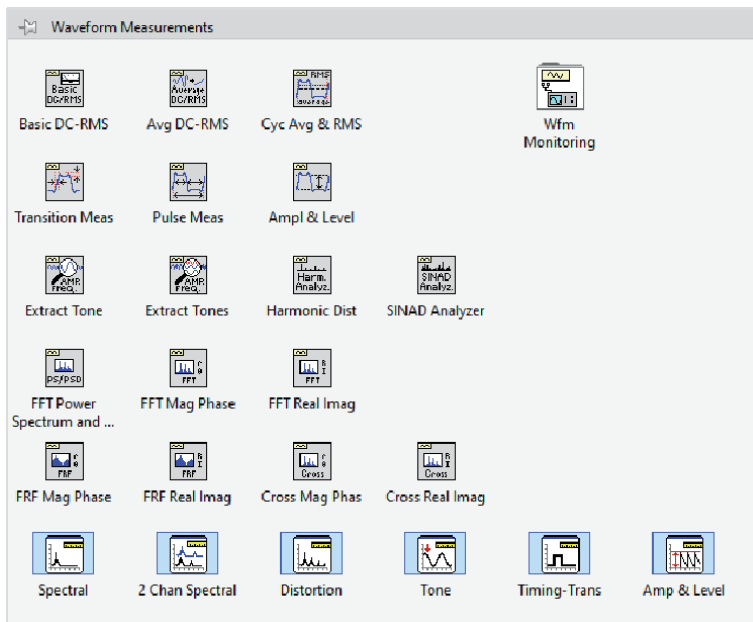 Waveform Measurements
Basic
DC/RMS
Average
DC/RMS
RMS
average
Basic DC-RMS
Avg DC-RMS
Cyc Avg & RMS
Wfm
Monitoring
Transition Meas
Pulse Meas
Ampl & Level
AMP
FREQ.
AMP
FREQ.
Harm.
Analyz.
SINAD
Analyz.
Extract Tone
Extract Tones
Harmonic Dist
SINAD Analyzer
PS/PSD
FFT
R
I
FFT
FFT Power
Spectrum and ...
FFT Mag Phase
FFT Real Imag
FRF
R
I
FRF
Cross
R
I
Cross
FRF Mag Phase
FRF Real Imag
Cross Mag Phas
Cross Real Imag
Spectral
2 Chan Spectral
Distortion
Tone
Timing-Trans
Amp & Level